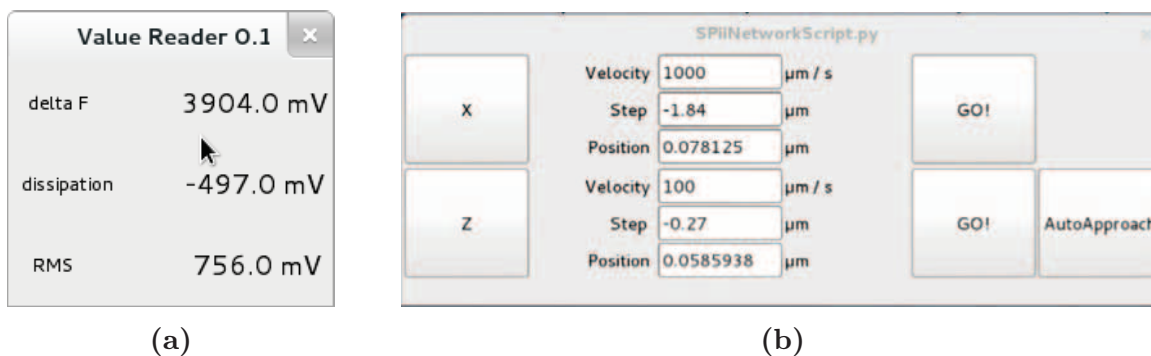 Value Reader 0.1 ×
delta F 3904.0 mV
dissipation -497.0 mV
RMS 756.0 mV
(a)
SPiiNetworkScript.py
X
Velocity 1000 µm / s
Step -1.84 µm
Position 0.078125 µm
GO!
Z
Velocity 100 µm / s
Step -0.27 µm
Position 0.0585938 µm
GO! AutoApproach
(b)